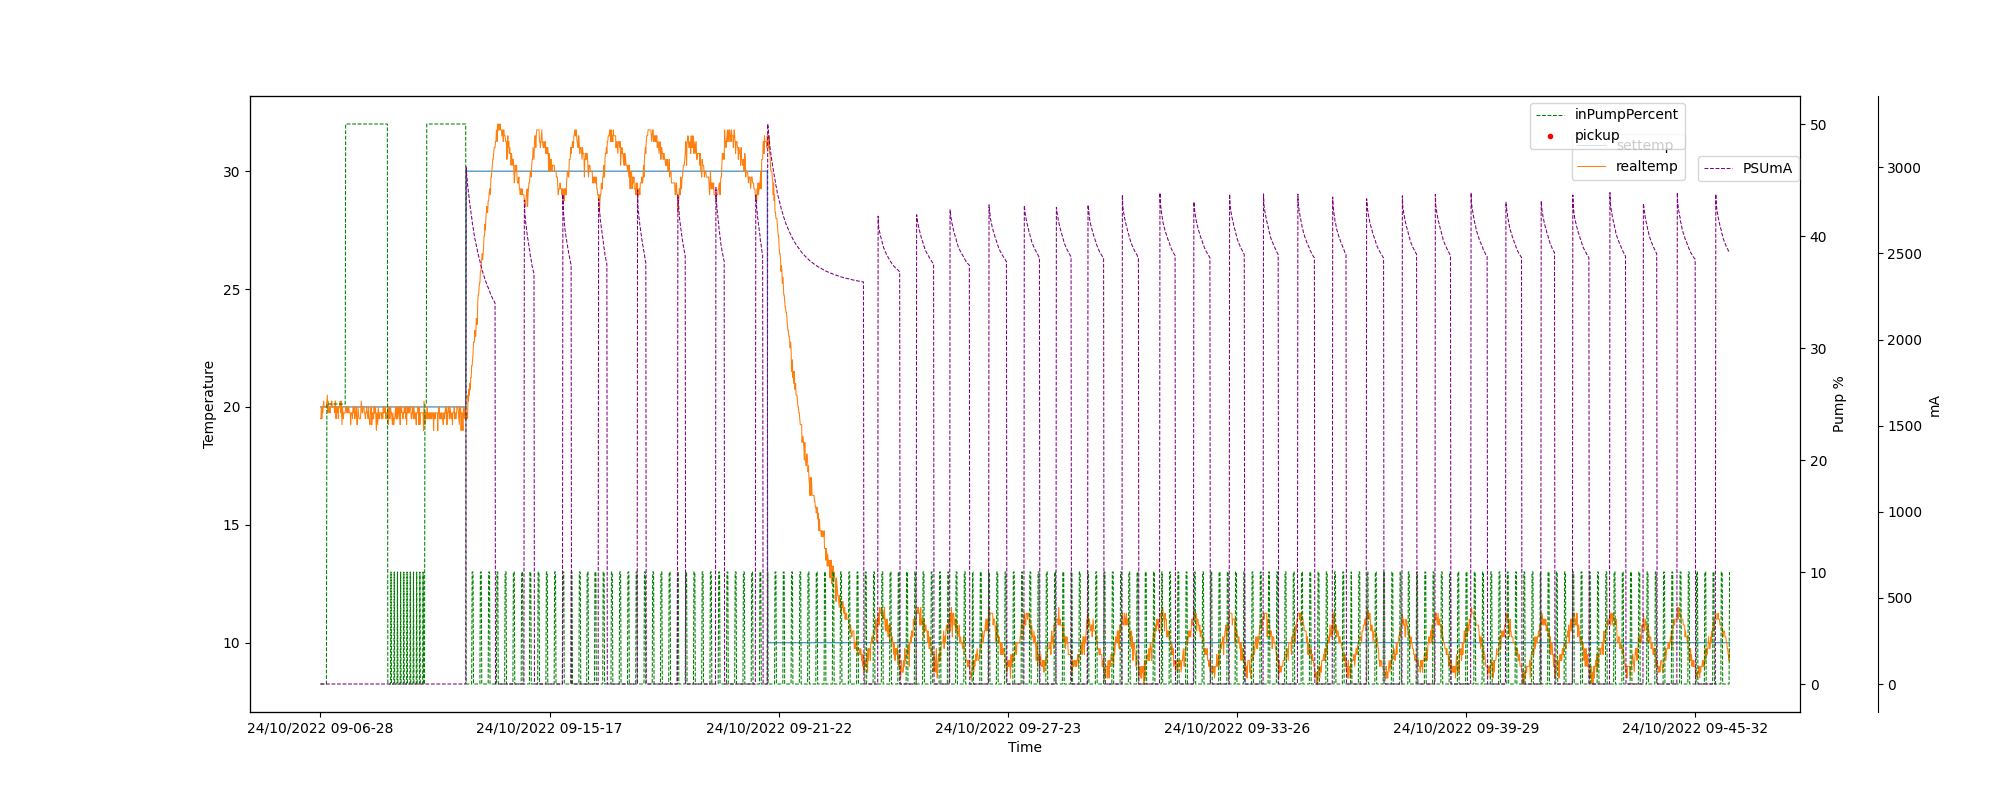 inPumpPercent
pickup
settemp
realtemp
PSUmA
30
25
20
15
10
Temperature
50
40
30
20
10
0
Pump %
3000
2500
2000
1500
1000
500
0
mA
24/10/2022 09-06-28
24/10/2022 09-15-17
24/10/2022 09-21-22
24/10/2022 09-27-23
24/10/2022 09-33-26
24/10/2022 09-39-29
24/10/2022 09-45-32
Time